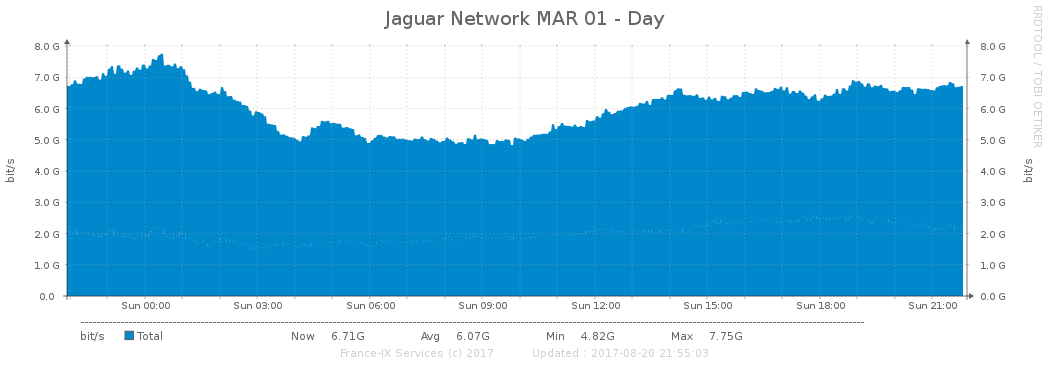 Jaguar Network MAR 01 - Day
RRDTOOL / TOBI OETIKER
bit/s
8.0 G
7.0 G
6.0 G
5.0 G
4.0 G
3.0 G
2.0 G
1.0 G
0.0
8.0 G
7.0 G
6.0 G
5.0 G
4.0 G
3.0 G
2.0 G
1.0 G
0.0 G
bit/s
Sun 00:00 Sun 03:00 Sun 06:00 Sun 09:00 Sun 12:00 Sun 15:00 Sun 18:00 Sun 21:00
bit/s Total Now 6.71G Avg 6.07G Min 4.82G Max 7.75G
France-IX Services (c) 2017 Updated : 2017-08-20 21:55:03